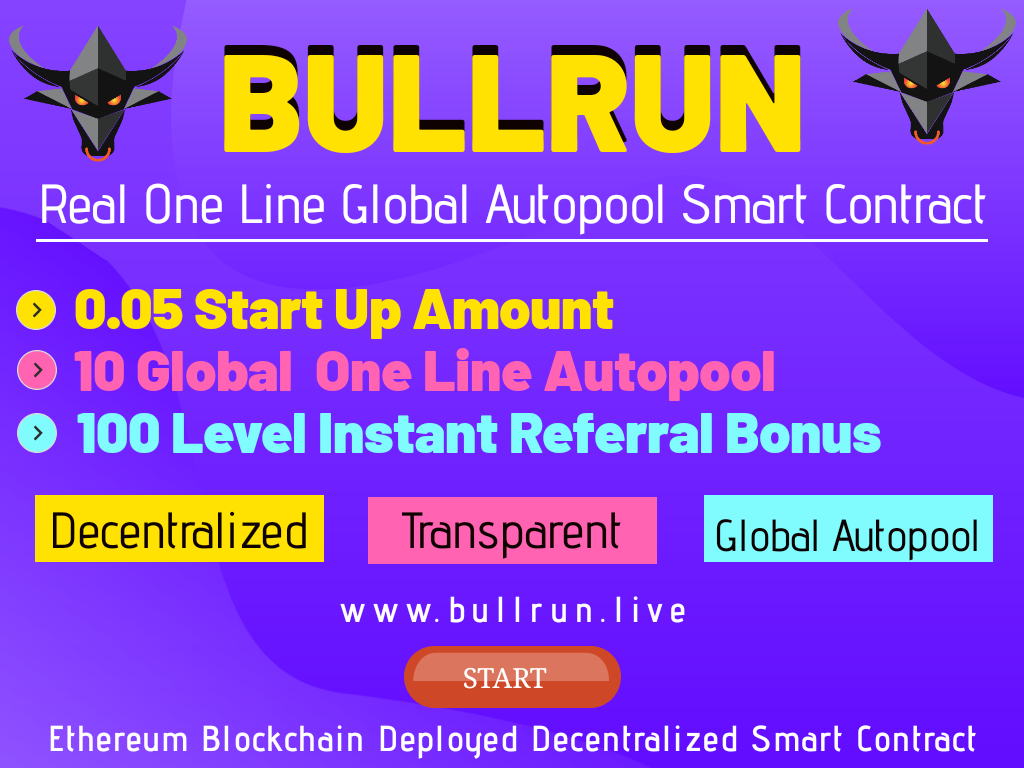 BULLRUN
Real One Line Global Autopool Smart Contract
0.05 Start Up Amount
10 Global One Line Autopool
100 Level Instant Referral Bonus
Decentralized
Transparent
Global Autopool
www.bullrun.live
START
Ethereum Blockchain Deployed Decentralized Smart Contract